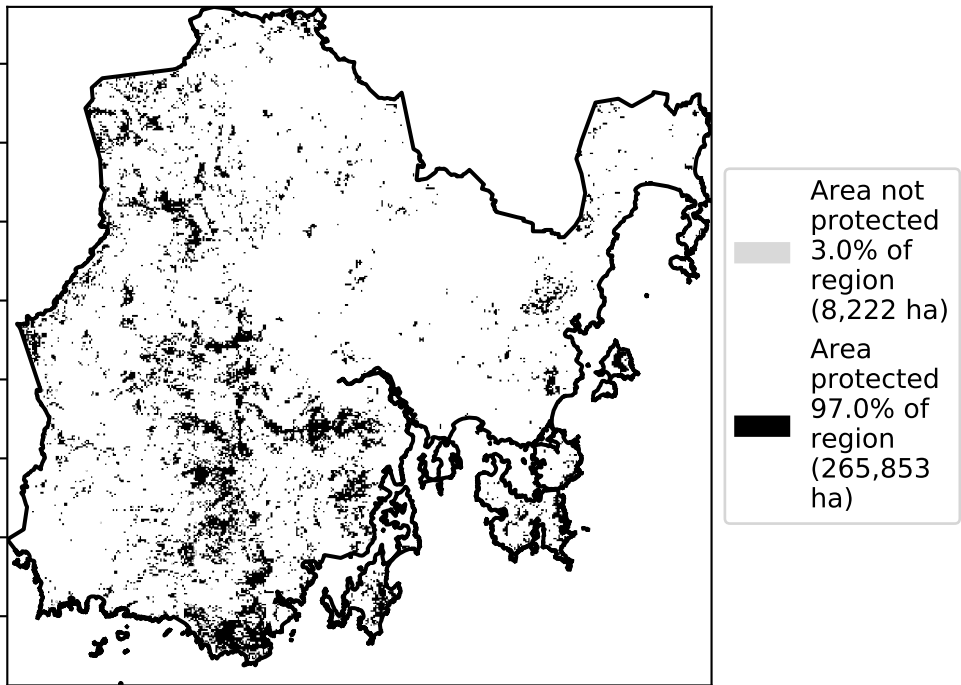 Area not
protected
3.0% of
region
(8,222 ha)
Area
protected
97.0% of
region
(265,853
ha)